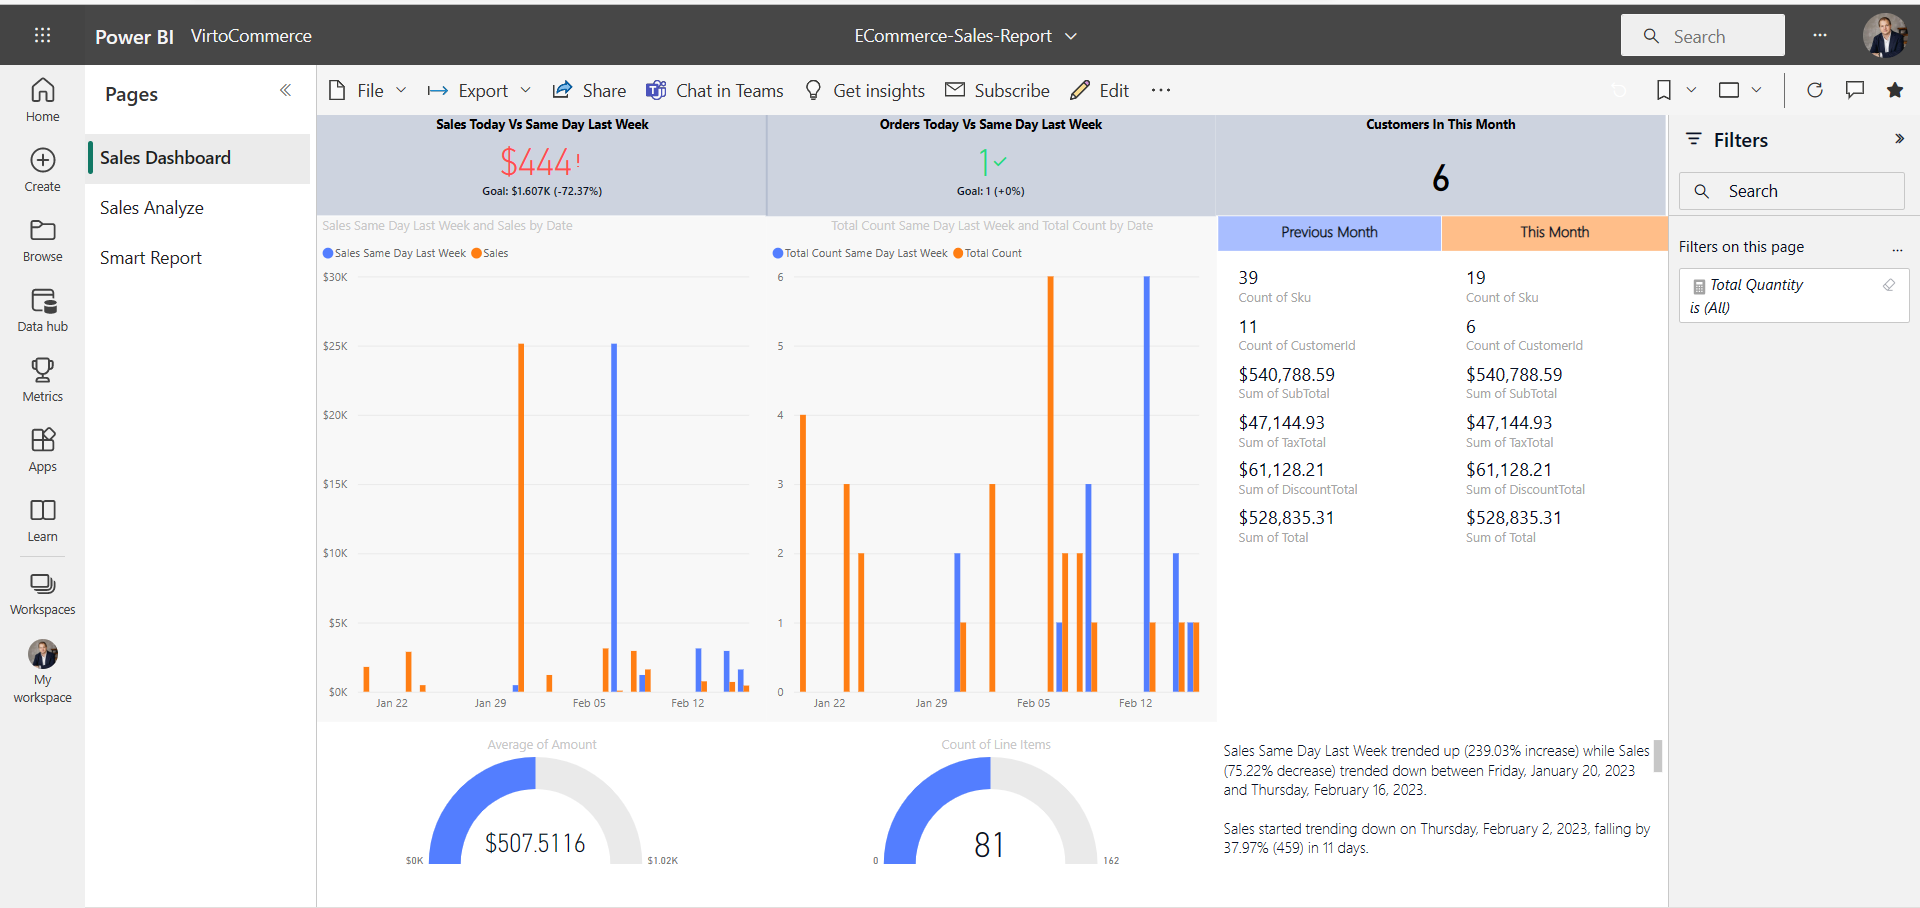 Power BI VirtoCommerce
ECommerce-Sales-Report
Search
Home
Create
Browse
Data hub
Metrics
Apps
Learn
Workspaces
My
workspace
Pages
Sales Dashboard
Sales Analyze
Smart Report
File
Export
Share
Chat in Teams
Get insights
Subscribe
Edit
Sales Today Vs Same Day Last Week
$444!
Goal: $1.607K (-72.37%)
Orders Today Vs Same Day Last Week
1
Goal: 1 (+0%)
Customers In This Month
6
Sales Same Day Last Week and Sales by Date
Sales Same Day Last Week Sales
$30K
$25K
$20K
$15K
$10K
$5K
$0K
Jan 22 Jan 29 Feb 05 Feb 12
Total Count Same Day Last Week and Total Count by Date
Total Count Same Day Last Week Total Count
6
5
4
3
2
1
0
Jan 22 Jan 29 Feb 05 Feb 12
Previous Month
39
Count of Sku
11
Count of CustomerId
$540,788.59
Sum of SubTotal
$47,144.93
Sum of TaxTotal
$61,128.21
Sum of DiscountTotal
$528,835.31
Sum of Total
This Month
19
Count of Sku
6
Count of CustomerId
$540,788.59
Sum of SubTotal
$47,144.93
Sum of TaxTotal
$61,128.21
Sum of DiscountTotal
$528,835.31
Sum of Total
Average of Amount
$507.5116
$0K
$1.02K
Count of Line Items
81
0
162
Sales Same Day Last Week trended up (239.03% increase) while Sales
(75.22% decrease) trended down between Friday, January 20, 2023
and Thursday, February 16, 2023.
Sales started trending down on Thursday, February 2, 2023, falling by
37.97% (459) in 11 days.
Filters
Search
Filters on this page
Total Quantity
is (All)